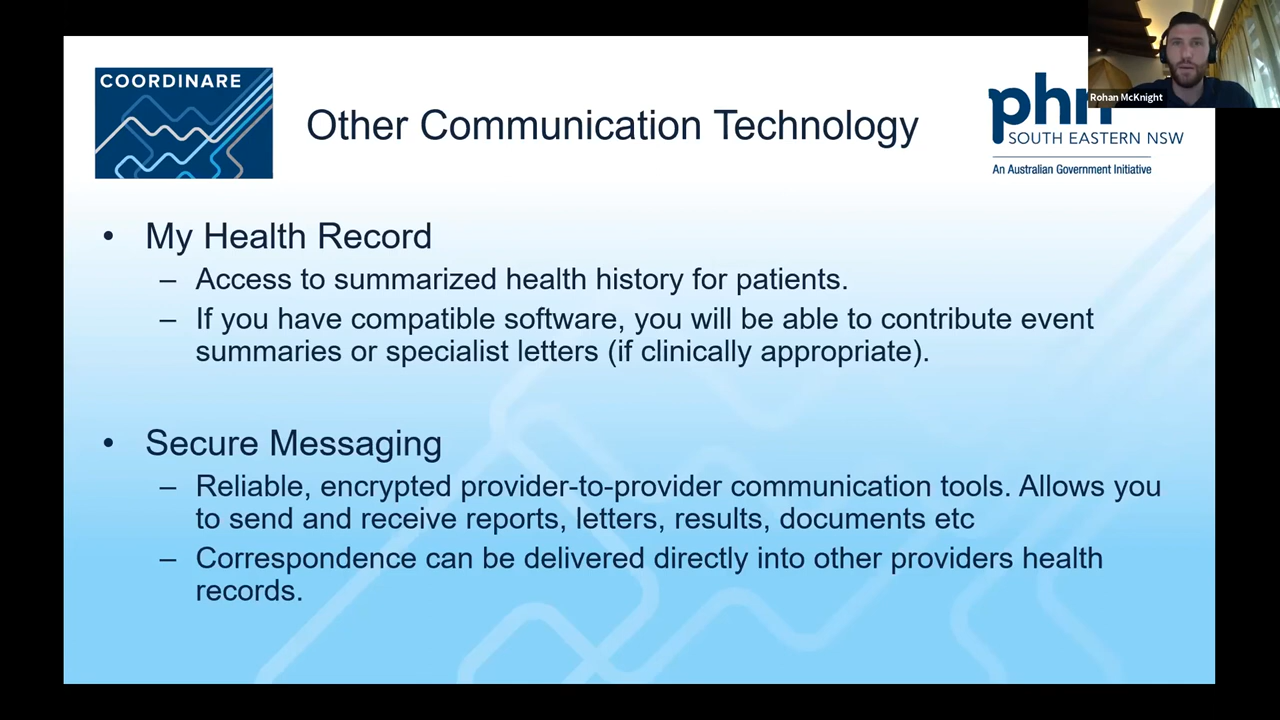 COORDINARE
Other Communication Technology
Rohan McKnight
phn
SOUTH EASTERN NSW
An Australian Government Initiative
• My Health Record
– Access to summarized health history for patients.
– If you have compatible software, you will be able to contribute event
summaries or specialist letters (if clinically appropriate).
• Secure Messaging
– Reliable, encrypted provider-to-provider communication tools. Allows you
to send and receive reports, letters, results, documents etc
– Correspondence can be delivered directly into other providers health
records.